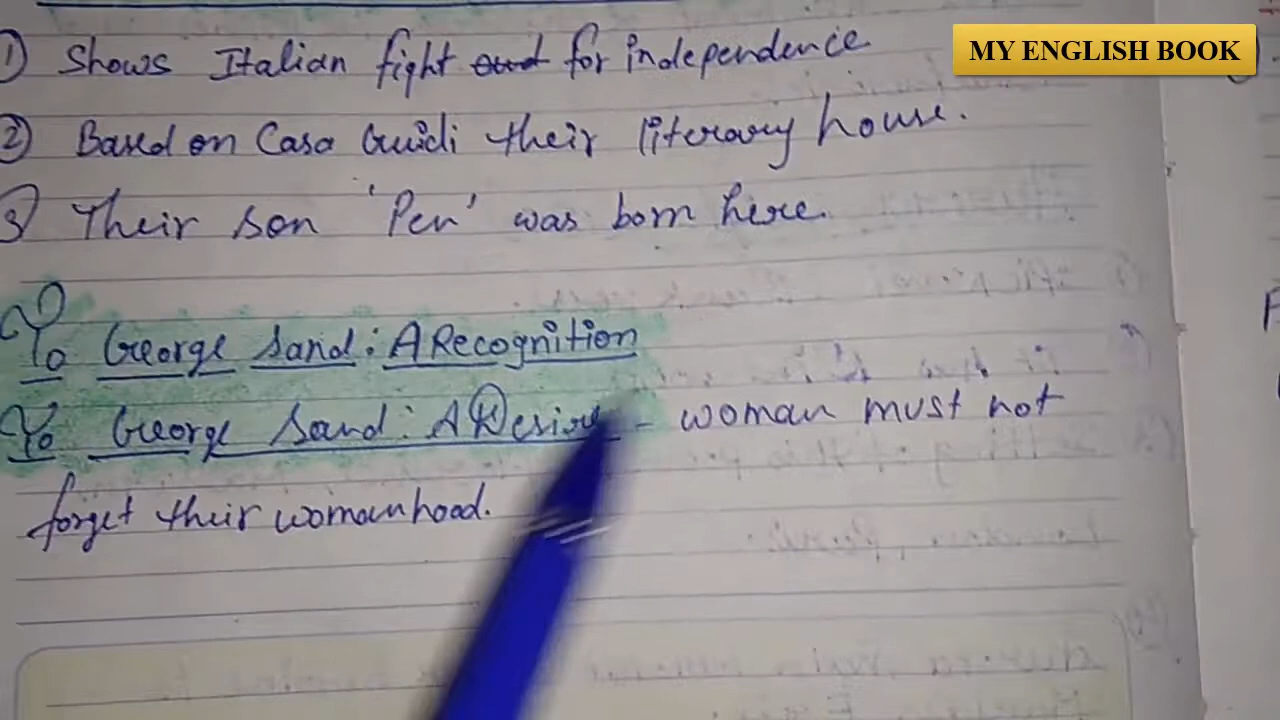 MY ENGLISH BOOK
1) Shows Italian fight for independence
2) Based on Casa Guidi their literary house.
3) Their son 'Pen' was born here.
To George Sand: A Recognition
To George Sand: A Desire - woman must not
forget their womanhood.